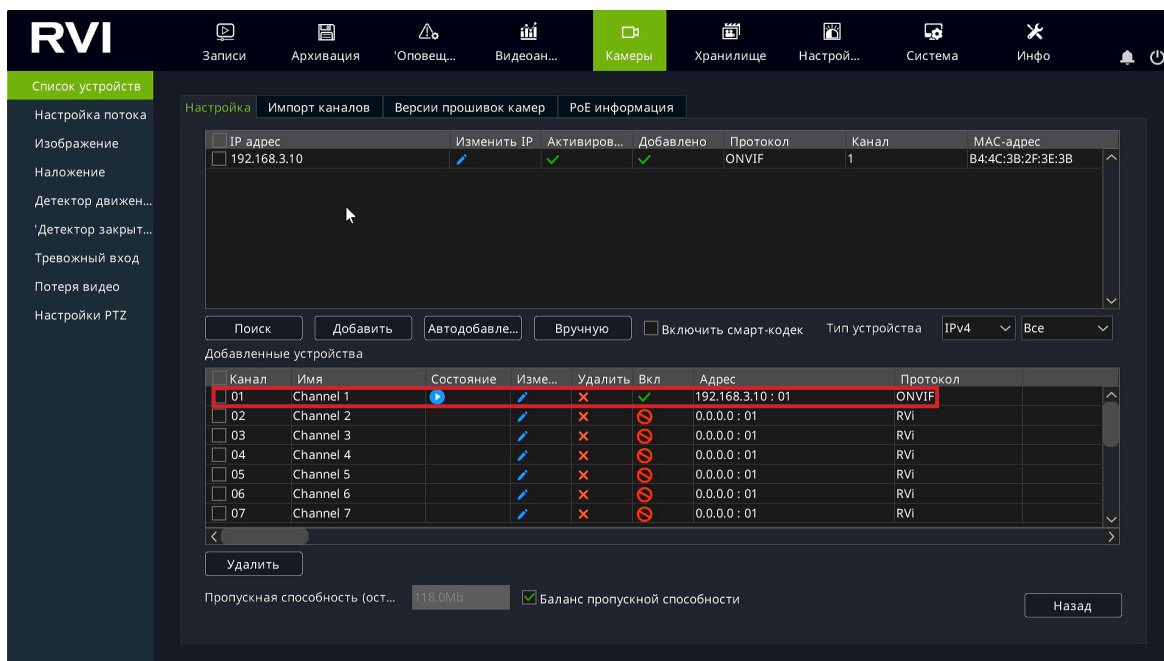 RVI
Записи Архивация 'Оповещ... Видеоан... Камеры Хранилище Настрой... Система Инфо
Список устройств
Настройка потока
Изображение
Наложение
Детектор движен...
'Детектор закрыт...
Тревожный вход
Потеря видео
Настройки PTZ
Настройка Импорт каналов Версии прошивок камер PoE информация
IP адрес Изменить IP Активиров... Добавлено Протокол Канал MAC-адрес
192.168.3.10 ONVIF 1 B4:4C:3B:2F:3E:3B
Поиск Добавить Автодобавле... Вручную Включить смарт-кодек Тип устройства IPv4 Все
Добавленные устройства
Канал Имя Состояние Изме... Удалить Вкл Адрес Протокол
01 Channel 1 192.168.3.10 : 01 ONVIF
02 Channel 2 0.0.0.0 : 01 RVi
03 Channel 3 0.0.0.0 : 01 RVi
04 Channel 4 0.0.0.0 : 01 RVi
05 Channel 5 0.0.0.0 : 01 RVi
06 Channel 6 0.0.0.0 : 01 RVi
07 Channel 7 0.0.0.0 : 01 RVi
Удалить
Пропускная способность (ост... 118.0Mb Баланс пропускной способности
Назад